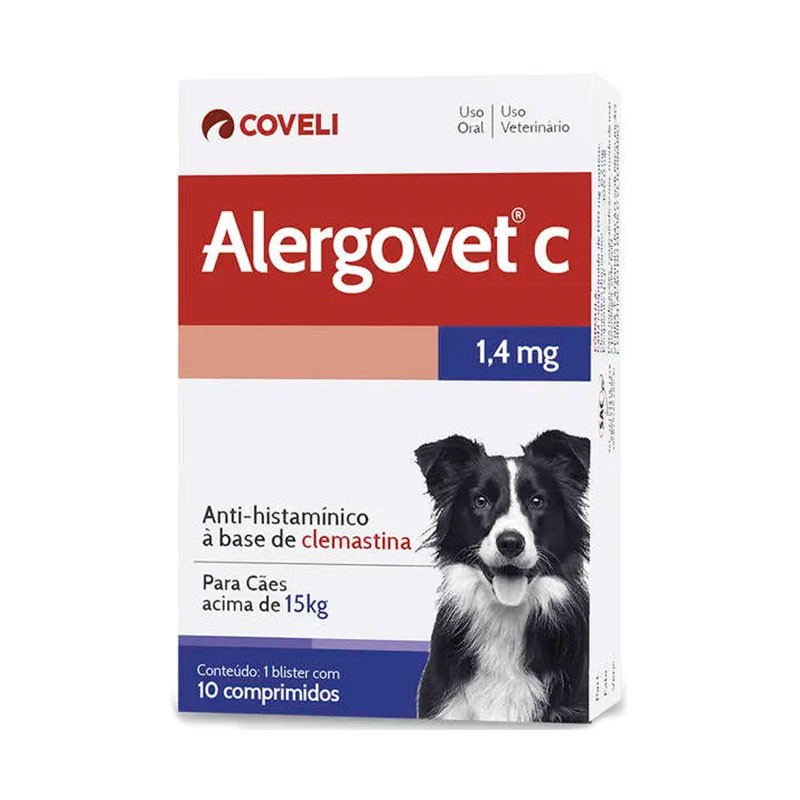 COVELI
Uso
Oral
Uso
Veterinário
Alergovet® c
1,4 mg
Anti-histamínico
à base de clemastina
Para Cães
acima de 15kg
Conteúdo: 1 blister com
10 comprimidos
SAC